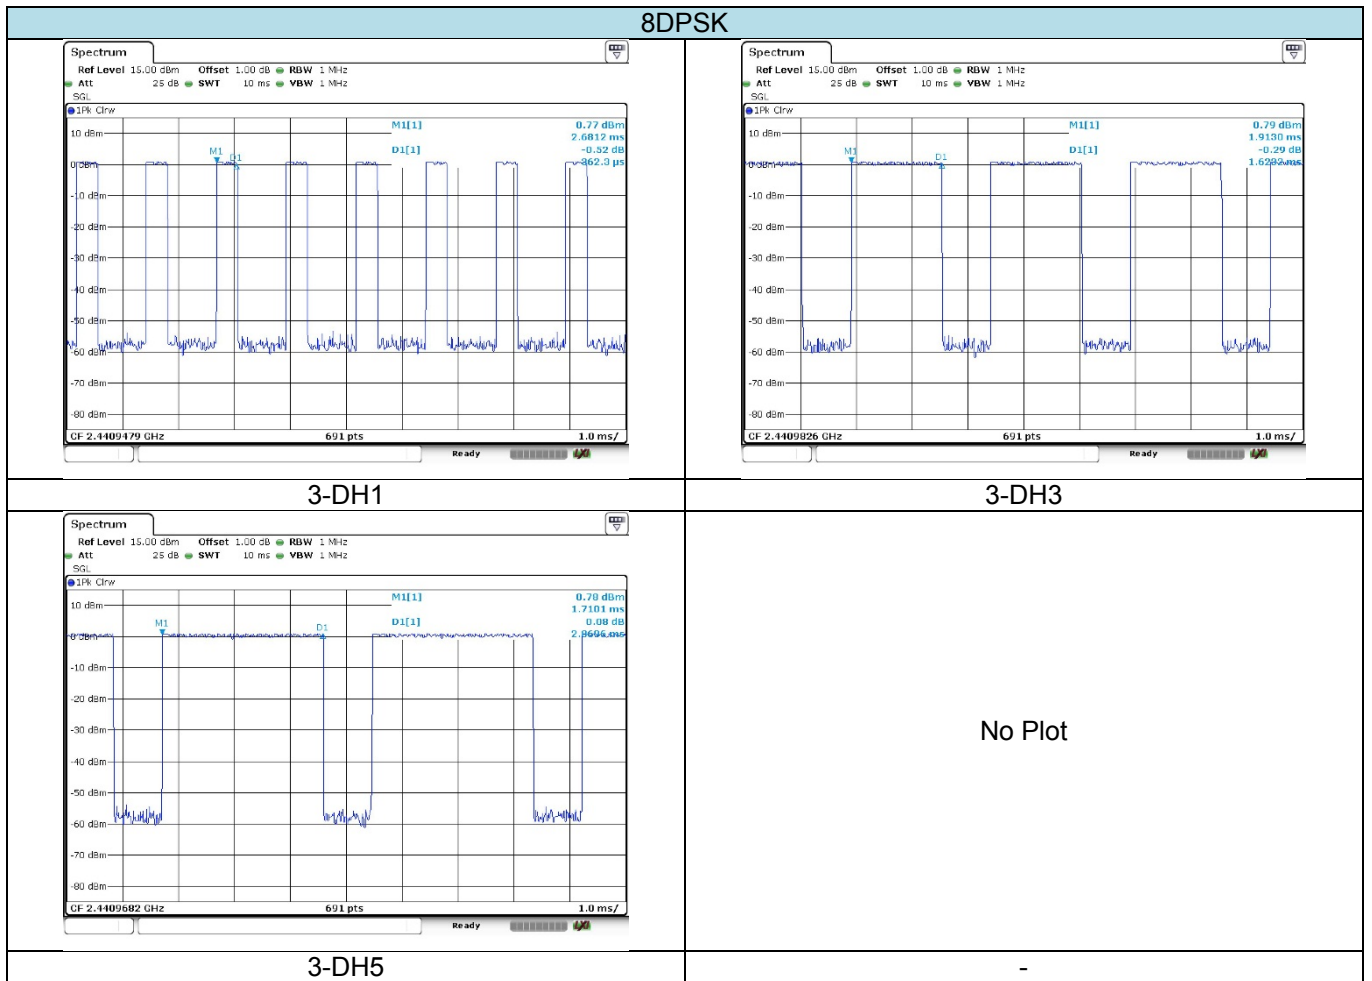 8DPSK
Spectrum
Ref Level 15.00 dBm Offset 1.00 dB RBW 1 MHz
Att 25 dB SWT 10 ms VBW 1 MHz
SGL
1Pk Clrw
M1[1] 0.77 dBm
2.6812 ms
D1[1] -0.52 dB
362.3 µs
10 dBm
M1
D1
0 dBm
-10 dBm
-20 dBm
-30 dBm
-40 dBm
-50 dBm
-60 dBm
-70 dBm
-80 dBm
CF 2.4409479 GHz 691 pts 1.0 ms/
Ready LXI
3-DH1
Spectrum
Ref Level 15.00 dBm Offset 1.00 dB RBW 1 MHz
Att 25 dB SWT 10 ms VBW 1 MHz
SGL
1Pk Clrw
M1[1] 0.79 dBm
1.9130 ms
D1[1] -0.29 dB
10 dBm
M1
D1
-10 dBm
-20 dBm
-30 dBm
-40 dBm
-50 dBm
-60 dBm
-70 dBm
-80 dBm
CF 2.4409826 GHz 691 pts 1.0 ms/
Ready LXI
3-DH3
Spectrum
Ref Level 15.00 dBm Offset 1.00 dB RBW 1 MHz
Att 25 dB SWT 10 ms VBW 1 MHz
SGL
1Pk Clrw
M1[1] 0.70 dBm
1.7101 ms
D1[1] 0.08 dB
10 dBm
M1
D1
0 dBm
-10 dBm
-20 dBm
-30 dBm
-40 dBm
-50 dBm
-60 dBm
-70 dBm
-80 dBm
CF 2.4409682 GHz 691 pts 1.0 ms/
Ready LXI
3-DH5
No Plot
-